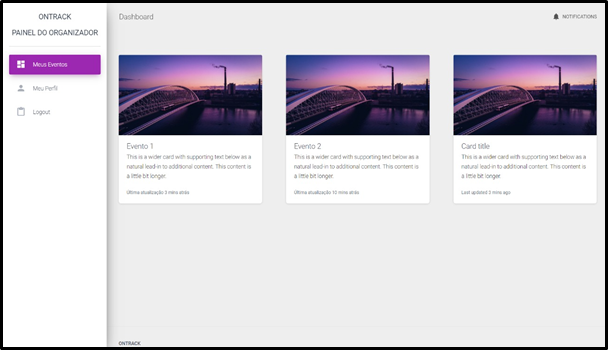 ONTRACK
PAINEL DO ORGANIZADOR
Meus Eventos
Meu Perfil
Logout
Dashboard
NOTIFICATIONS
Evento 1
This is a wider card with supporting text below as a
natural lead-in to additional content. This content is
a little bit longer.
Última atualização 3 mins atrás
Evento 2
This is a wider card with supporting text below as a
natural lead-in to additional content. This content is
a little bit longer.
Última atualização 10 mins atrás
Card title
This is a wider card with supporting text below as a
natural lead-in to additional content. This content is
a little bit longer.
Last updated 3 mins ago
ONTRACK